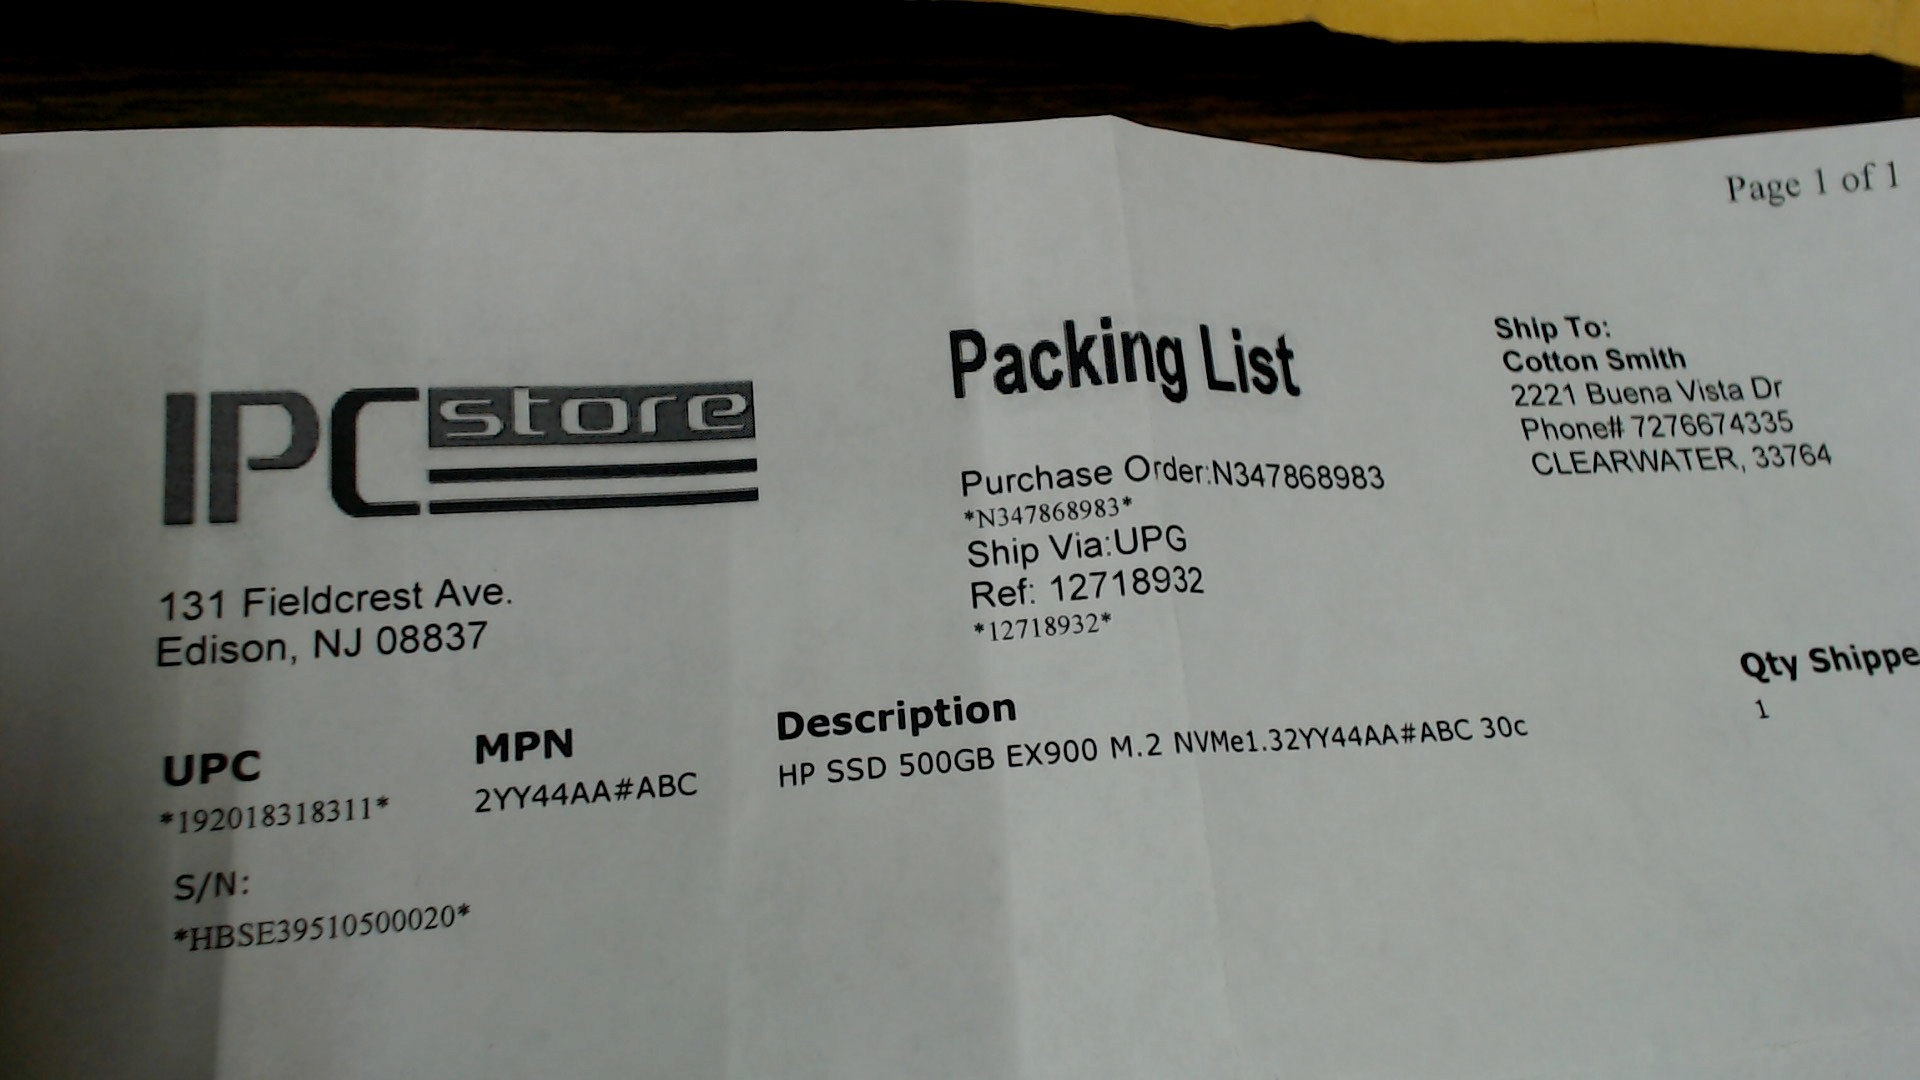 Page 1 of 1
IPC store
Packing List
Ship To:
Cotton Smith
2221 Buena Vista Dr
Phone# 7276674335
CLEARWATER, 33764
Purchase Order:N347868983
*N347868983*
Ship Via:UPG
Ref: 12718932
*12718932*
131 Fieldcrest Ave.
Edison, NJ 08837
UPC MPN Description Qty Shippe
*192018318311* 2YY44AA#ABC HP SSD 500GB EX900 M.2 NVMe1.32YY44AA#ABC 30c 1
S/N:
*HBSE39510500020*